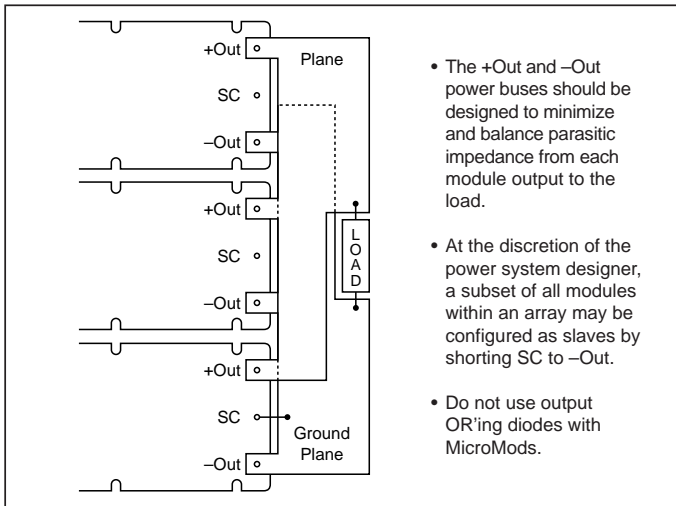 +Out
Plane
SC
–Out
+Out
SC
–Out
LOAD
+Out
SC
Ground
Plane
–Out
• The +Out and –Out
power buses should be
designed to minimize
and balance parasitic
impedance from each
module output to the
load.
• At the discretion of the
power system designer,
a subset of all modules
within an array may be
configured as slaves by
shorting SC to –Out.
• Do not use output
OR'ing diodes with
MicroMods.